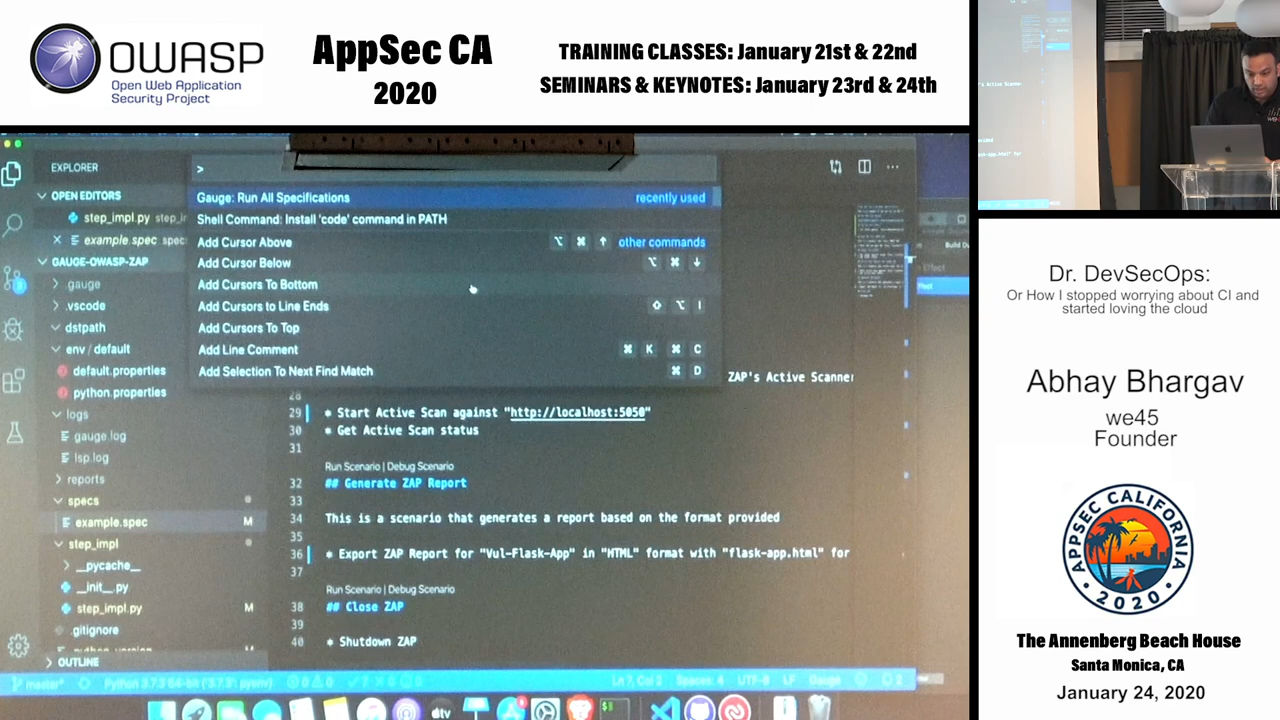 OWASP
Open Web Application
Security Project
AppSec CA
2020
TRAINING CLASSES: January 21st & 22nd
SEMINARS & KEYNOTES: January 23rd & 24th
EXPLORER
OPEN EDITORS
step_impl.py
example.spec
GAUGE-OWASP-ZAP
.gauge
.vscode
dstpath
env / default
default.properties
python.properties
logs
gauge.log
lsp.log
reports
specs
example.spec M
step_impl
__pycache__
__init__.py
step_impl.py M
.gitignore
OUTLINE
>
Gauge: Run All Specifications recently used
Shell Command: Install 'code' command in PATH
Add Cursor Above ⌥ ⌘ ↑ other commands
Add Cursor Below ⌥ ⌘ ↓
Add Cursors To Bottom
Add Cursors to Line Ends ⇧ ⌥ I
Add Cursors To Top
Add Line Comment ⌘ K ⌘ C
Add Selection To Next Find Match ⌘ D
ZAP's Active Scanner
28
29 * Start Active Scan against "http://localhost:5050"
30 * Get Active Scan status
31
Run Scenario | Debug Scenario
32 ## Generate ZAP Report
33
34 This is a scenario that generates a report based on the format provided
35
36 * Export ZAP Report for "Vul-Flask-App" in "HTML" format with "flask-app.html" for
37
Run Scenario | Debug Scenario
38 ## Close ZAP
39
40 * Shutdown ZAP
master*
UTF-8
LF
Gauge
tv
Dr. DevSecOps:
Or How I stopped worrying about CI and
started loving the cloud
Abhay Bhargav
we45
Founder
APPSEC CALIFORNIA
2020
The Annenberg Beach House
Santa Monica, CA
January 24, 2020